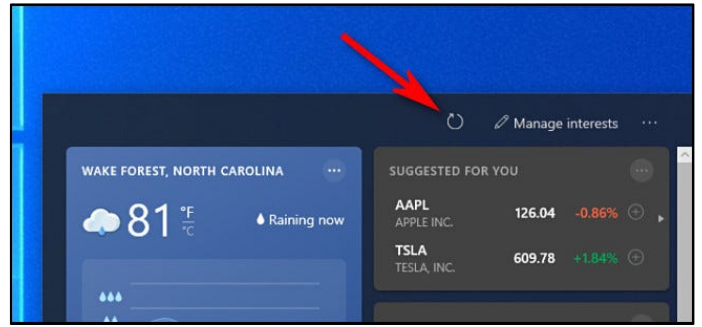 Manage interests
WAKE FOREST, NORTH CAROLINA
81 °F
°C
Raining now
SUGGESTED FOR YOU
AAPL
APPLE INC.
126.04 -0.86%
TSLA
TESLA, INC.
609.78 +1.84%